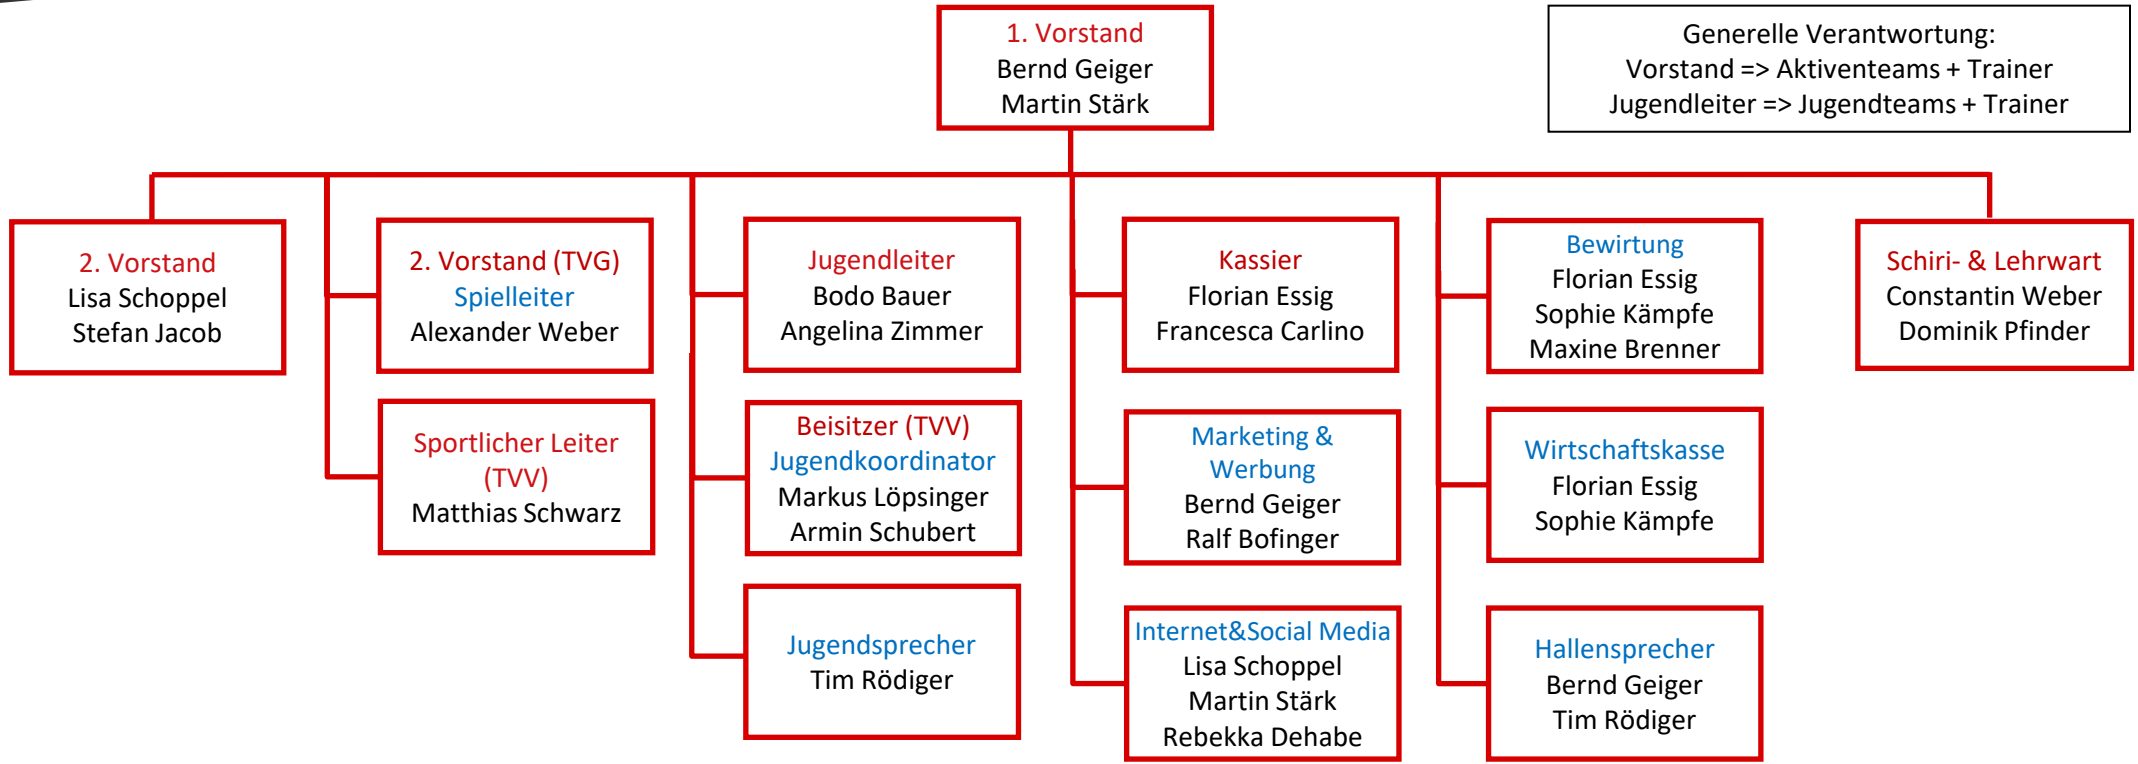 1. Vorstand
Bernd Geiger
Martin Stärk
Generelle Verantwortung:
Vorstand => Aktiventeams + Trainer
Jugendleiter => Jugendteams + Trainer
2. Vorstand
Lisa Schoppel
Stefan Jacob
2. Vorstand (TVG)
Spielleiter
Alexander Weber
Jugendleiter
Bodo Bauer
Angelina Zimmer
Kassier
Florian Essig
Francesca Carlino
Bewirtung
Florian Essig
Sophie Kämpfe
Maxine Brenner
Schiri- & Lehrwart
Constantin Weber
Dominik Pfinder
Sportlicher Leiter
(TVV)
Matthias Schwarz
Beisitzer (TVV)
Jugendkoordinator
Markus Löpsinger
Armin Schubert
Marketing &
Werbung
Bernd Geiger
Ralf Bofinger
Wirtschaftskasse
Florian Essig
Sophie Kämpfe
Jugendsprecher
Tim Rödiger
Internet&Social Media
Lisa Schoppel
Martin Stärk
Rebekka Dehabe
Hallensprecher
Bernd Geiger
Tim Rödiger